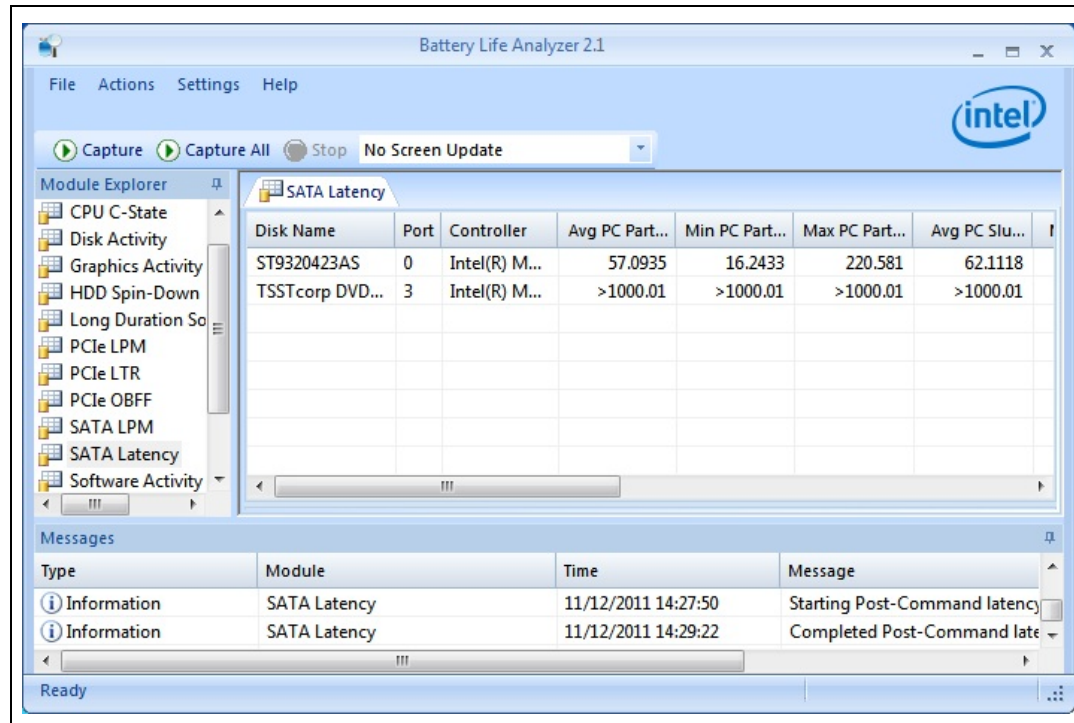 Battery Life Analyzer 2.1
File Actions Settings Help
intel
Capture Capture All Stop No Screen Update
Module Explorer
CPU C-State
Disk Activity
Graphics Activity
HDD Spin-Down
Long Duration So
PCIe LPM
PCIe LTR
PCIe OBFF
SATA LPM
SATA Latency
Software Activity
SATA Latency
Disk Name Port Controller Avg PC Part... Min PC Part... Max PC Part... Avg PC Slu...
ST9320423AS 0 Intel(R) M... 57.0935 16.2433 220.581 62.1118
TSSTcorp DVD... 3 Intel(R) M... >1000.01 >1000.01 >1000.01 >1000.01
Messages
Type Module Time Message
Information SATA Latency 11/12/2011 14:27:50 Starting Post-Command latency
Information SATA Latency 11/12/2011 14:29:22 Completed Post-Command late
Ready